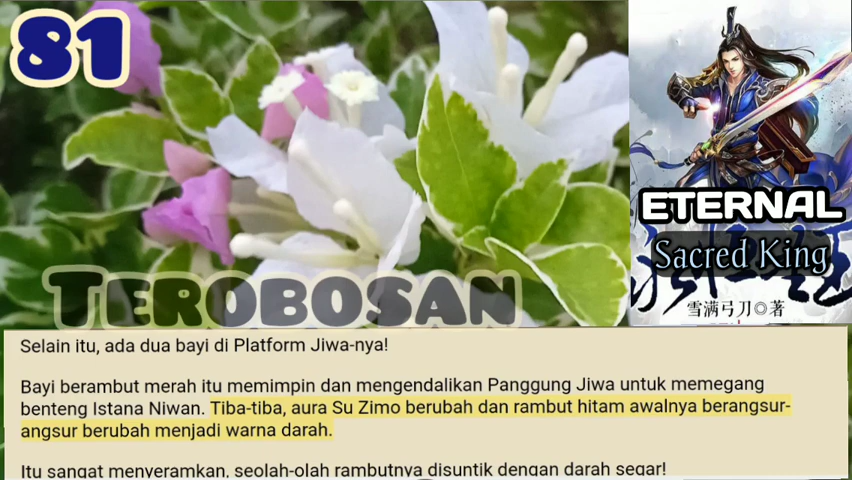 81
ETERNAL
Sacred King
雪满弓刀◎著
TEROBOSAN
Selain itu, ada dua bayi di Platform Jiwa-nya!
Bayi berambut merah itu memimpin dan mengendalikan Panggung Jiwa untuk memegang
benteng Istana Niwan. Tiba-tiba, aura Su Zimo berubah dan rambut hitam awalnya berangsur-
angsur berubah menjadi warna darah.
Itu sangat menyeramkan, seolah-olah rambutnya disuntik dengan darah segar!